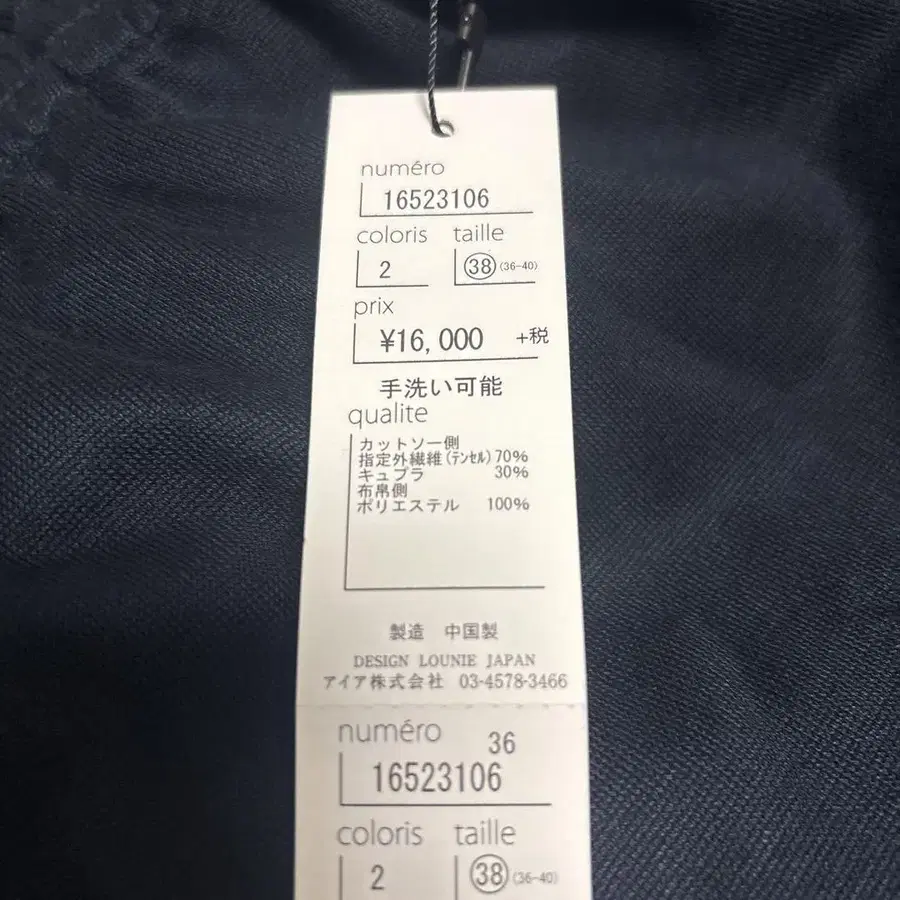 numéro
16523106
coloris taille
2 38 (36-40)
prix
¥16,000 +税
手洗い可能
qualite
カットソー側
指定外繊維(テンセル)70%
キュプラ 30%
布帛側
ポリエステル 100%
製造 中国製
DESIGN LOUNIE JAPAN
アイア株式会社 03-4578-3466
numéro 36
16523106
coloris taille
2 38 (36-40)